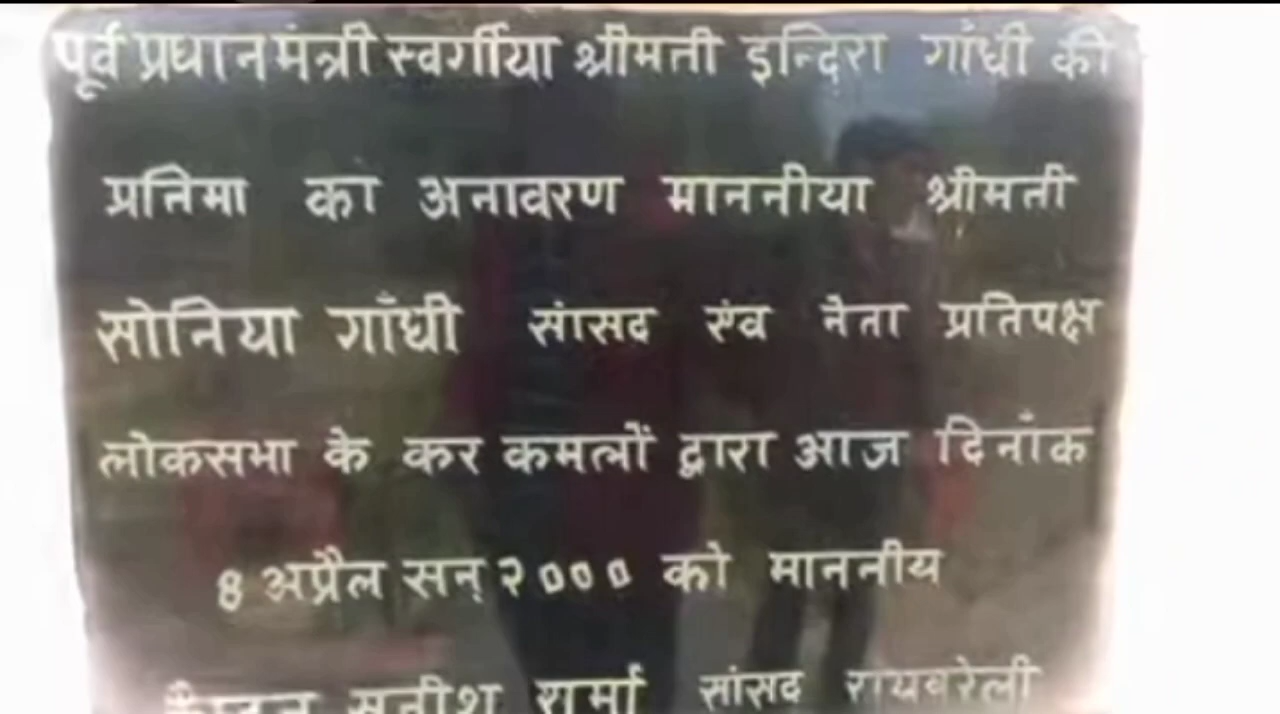 पूर्व प्रधानमंत्री स्वर्गीया श्रीमती इन्दिरा गाँधी की
प्रतिमा का अनावरण माननीया श्रीमती
सोनिया गाँधी सांसद एंव नेता प्रतिपक्ष
लोकसभा के कर कमलों द्वारा आज दिनाँक
8 अप्रैल सन् २००० को माननीय
कैप्टन सतीश शर्मा सांसद रायबरेली